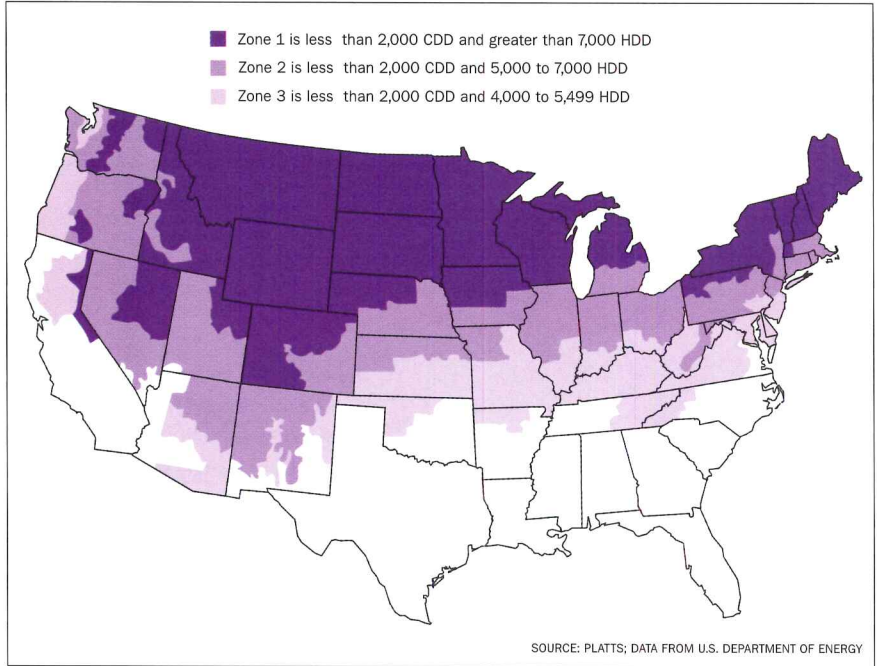 Zone 1 is less than 2,000 CDD and greater than 7,000 HDD
Zone 2 is less than 2,000 CDD and 5,000 to 7,000 HDD
Zone 3 is less than 2,000 CDD and 4,000 to 5,499 HDD
SOURCE: PLATTS; DATA FROM U.S. DEPARTMENT OF ENERGY